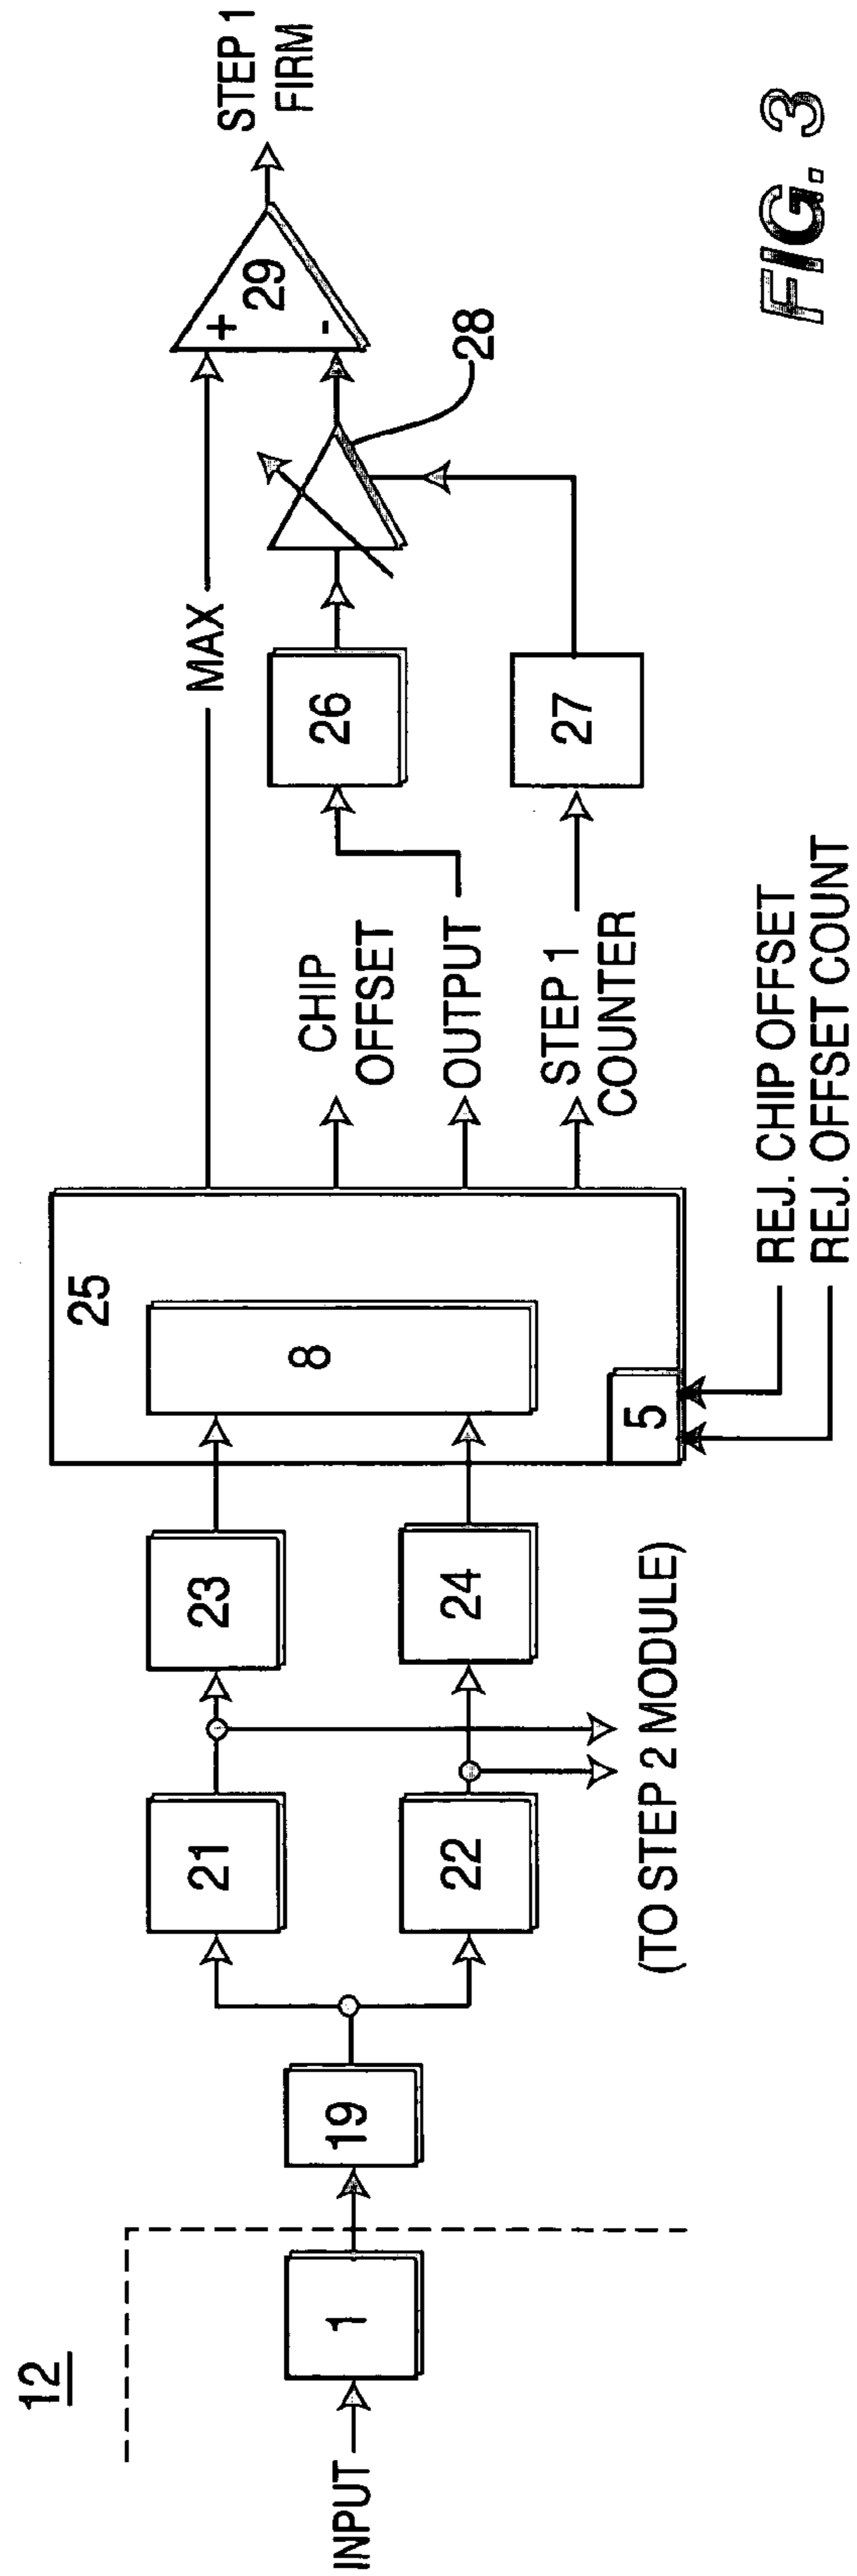 12
INPUT
1
19
21
22
(TO STEP 2 MODULE)
23
24
25
8
5
REJ. CHIP OFFSET
REJ. OFFSET COUNT
MAX
CHIP
OFFSET
OUTPUT
STEP 1
COUNTER
26
27
28
+
29
-
STEP 1
FIRM
FIG. 3